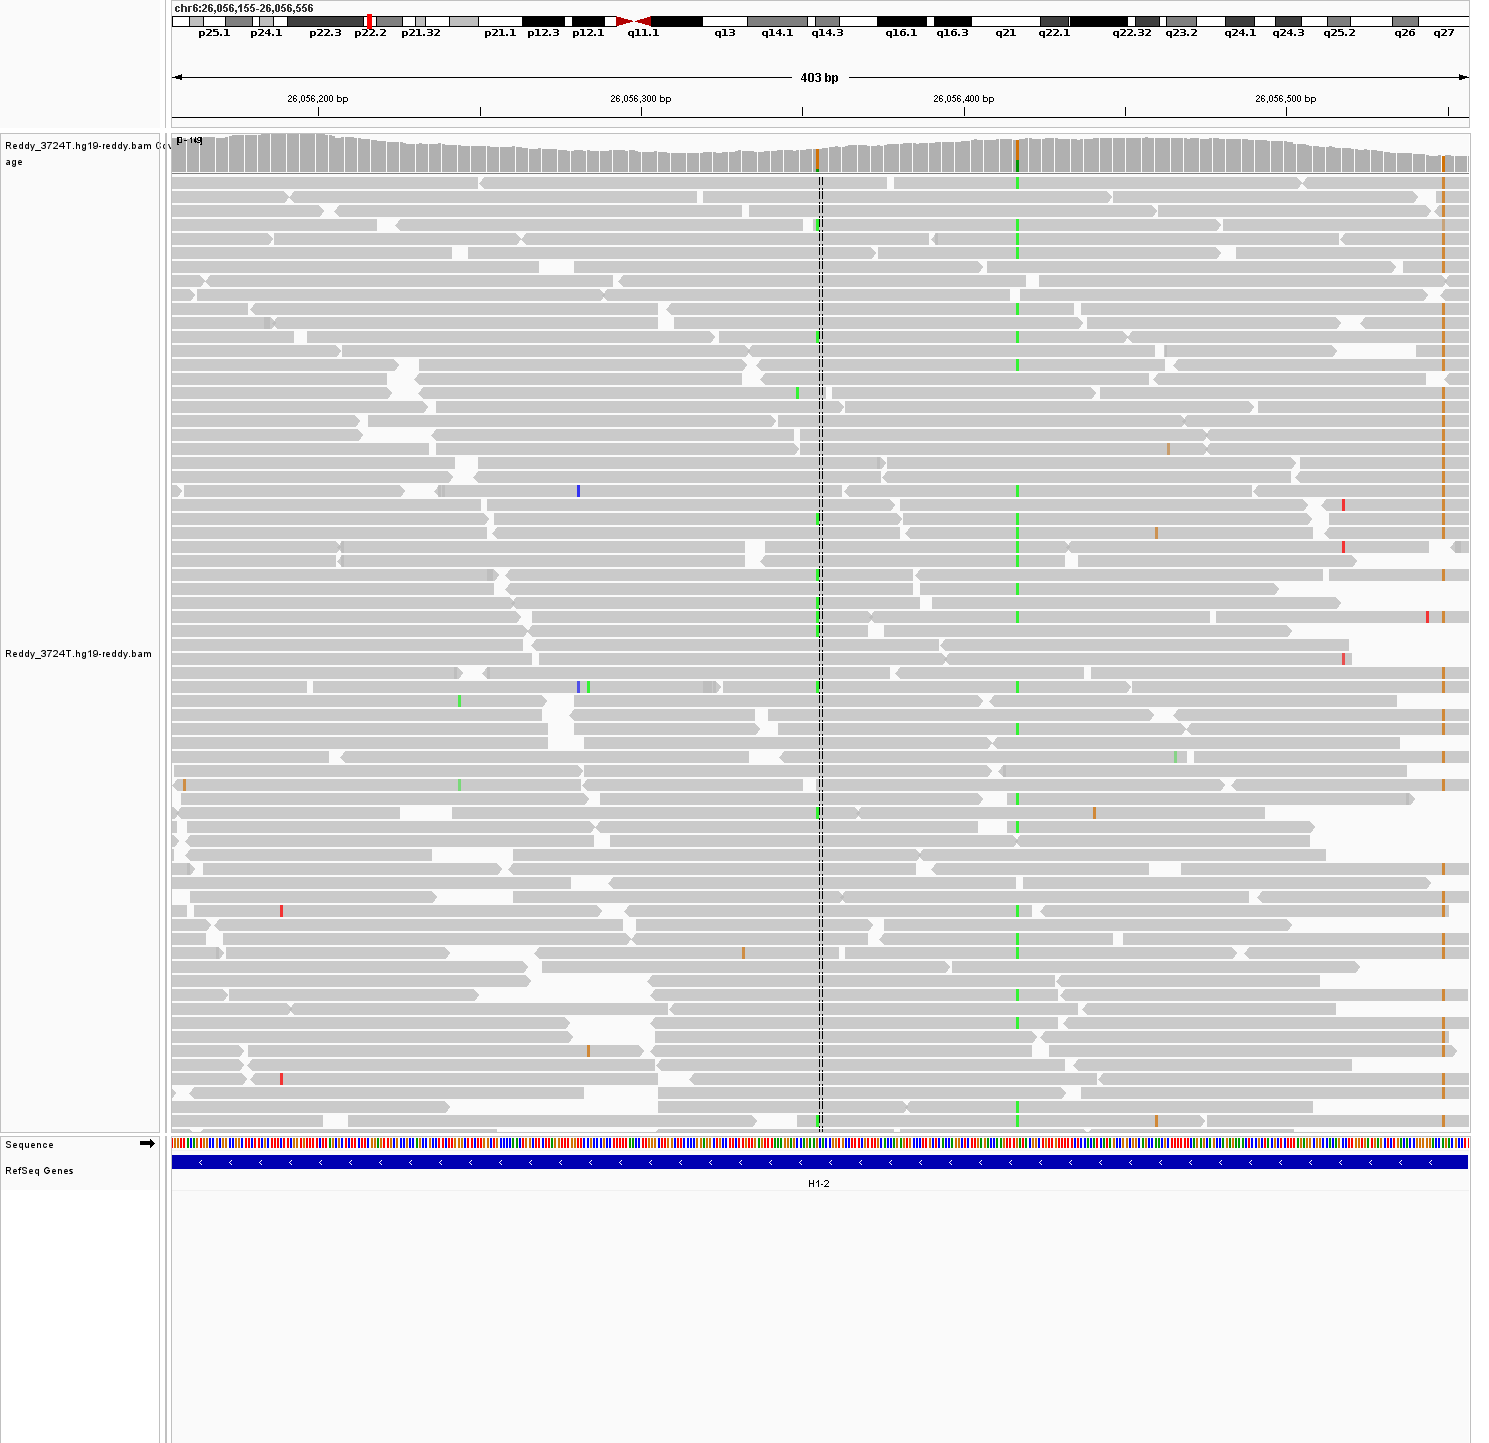 chr6:26,056,155-26,056,556
p25.1 p24.1 p22.3 p22.2 p21.32 p21.1 p12.3 p12.1 q11.1 q13 q14.1 q14.3 q16.1 q16.3 q21 q22.1 q22.32 q23.2 q24.1 q24.3 q25.2 q26 q27
403 bp
26,056,200 bp 26,056,300 bp 26,056,400 bp 26,056,500 bp
Reddy_3724T.hg19-reddy.bam
age
Reddy_3724T.hg19-reddy.bam
Sequence
RefSeq Genes
H1-2